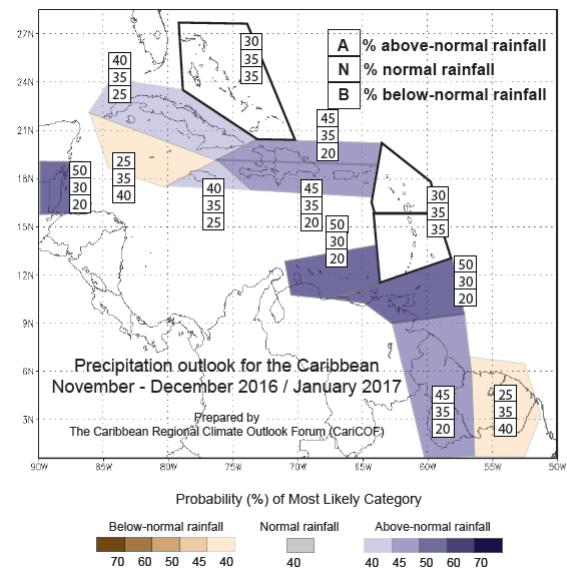 27N
24N
21N
18N
15N
12N
9N
6N
3N
A % above-normal rainfall
N % normal rainfall
B % below-normal rainfall
30
35
35
40
35
25
45
35
20
50
30
20
25
35
40
40
35
25
45
35
20
30
35
35
50
30
20
50
30
20
45
35
20
25
35
40
Precipitation outlook for the Caribbean
November - December 2016 / January 2017
Prepared by
The Caribbean Regional Climate Outlook Forum (CariCOF)
90W 85W 80W 75W 70W 65W 60W 55W 50W
Probability (%) of Most Likely Category
Below-normal rainfall Normal rainfall Above-normal rainfall
70 60 50 45 40 40 40 45 50 60 70